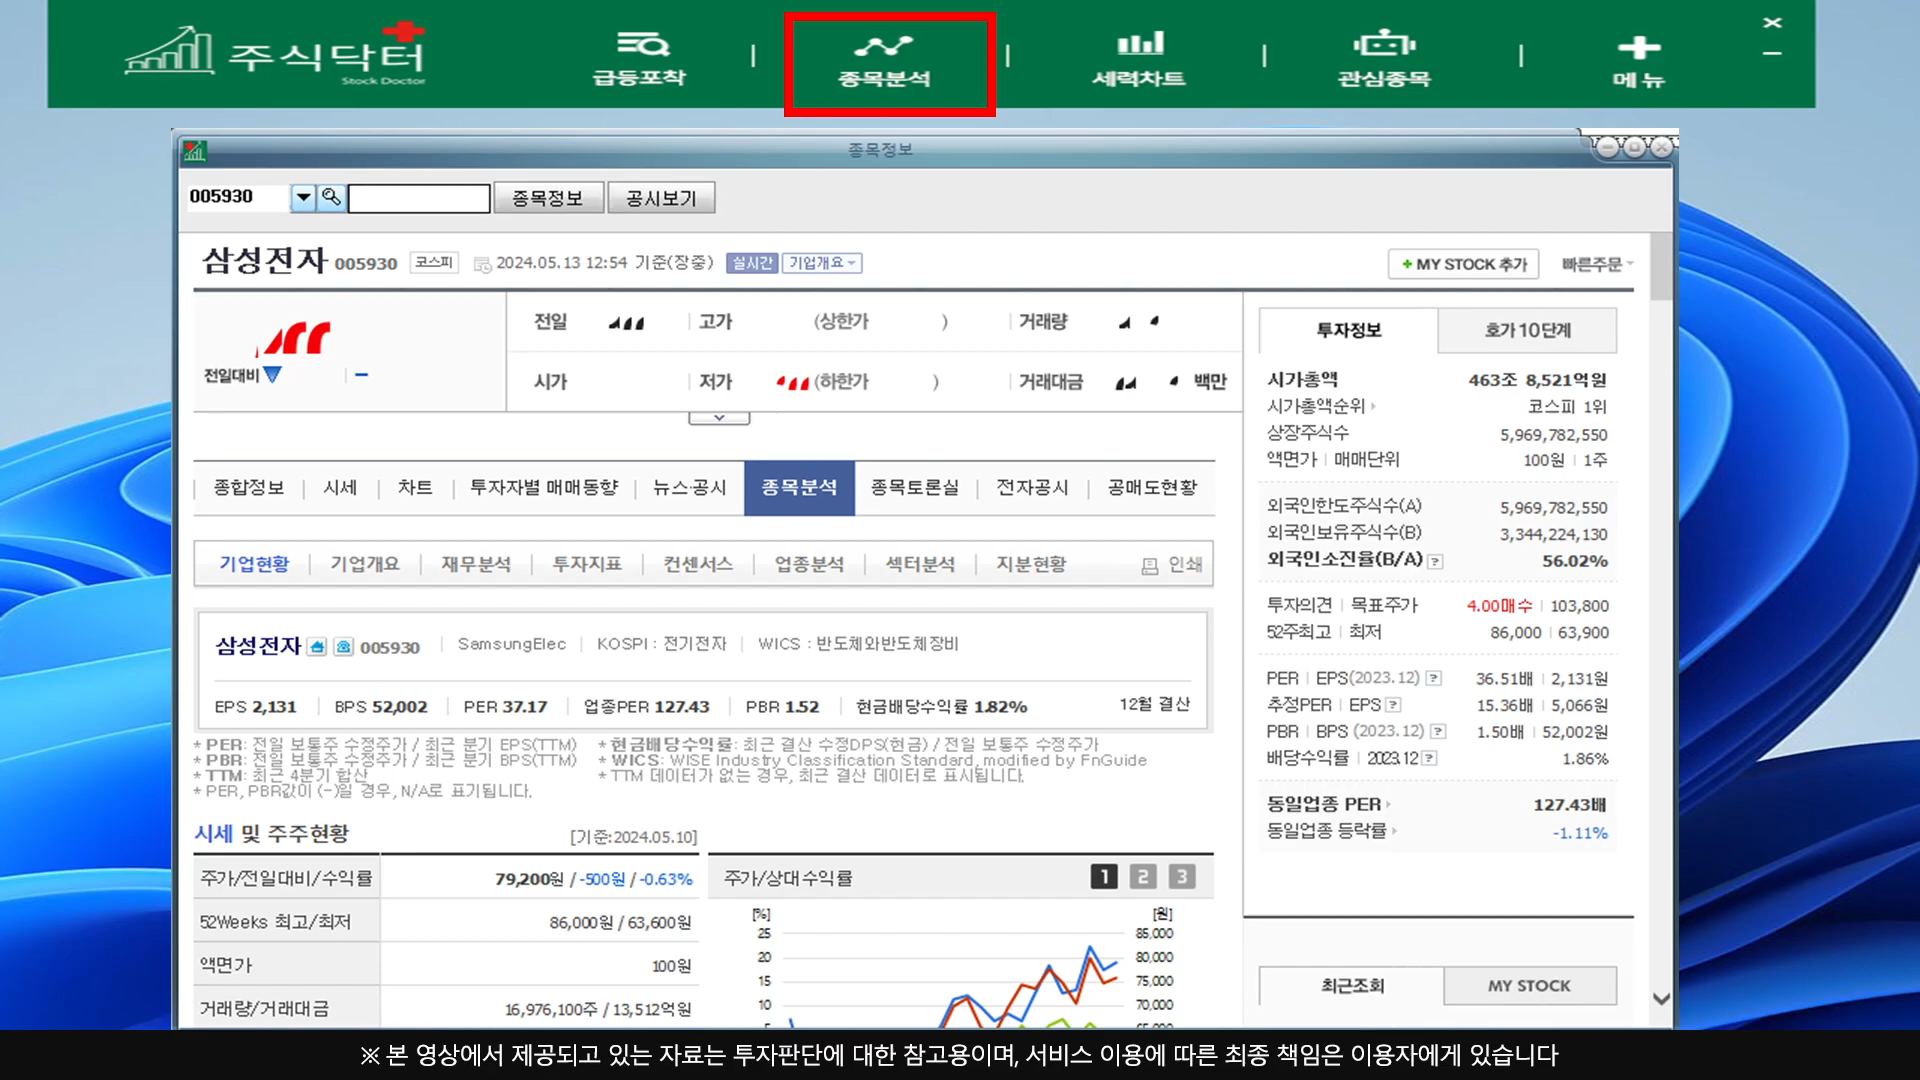 주식닥터
Stock Doctor
급등포착
종목분석
세력차트
관심종목
메뉴
종목정보
005930
종목정보
공시보기
삼성전자 005930 코스피 2024.05.13 12:54 기준(장중) 실시간 기업개요
+ MY STOCK 추가
빠른주문
전일대비
전일
고가 (상한가 )
거래량
시가
저가 (하한가 )
거래대금 백만
종합정보
시세
차트
투자자별 매매동향
뉴스·공시
종목분석
종목토론실
전자공시
공매도현황
기업현황
기업개요
재무분석
투자지표
컨센서스
업종분석
섹터분석
지분현황
인쇄
삼성전자 005930 SamsungElec KOSPI : 전기전자 WICS : 반도체와반도체장비
EPS 2,131 BPS 52,002 PER 37.17 업종PER 127.43 PBR 1.52 현금배당수익률 1.82% 12월 결산
* PER: 전일 보통주 수정주가 / 최근 분기 EPS(TTM)
* PBR: 전일 보통주 수정주가 / 최근 분기 BPS(TTM)
* TTM: 최근 4분기 합산
* PER, PBR값이 (-)일 경우, N/A로 표기됩니다.
* 현금배당수익률: 최근 결산 수정DPS(현금) / 전일 보통주 수정주가
* WICS: WISE Industry Classification Standard, modified by FnGuide
* TTM 데이터가 없는 경우, 최근 결산 데이터로 표시됩니다.
시세 및 주주현황 [기준:2024.05.10]
주가/전일대비/수익률 79,200원 / -500원 / -0.63%
52Weeks 최고/최저 86,000원 / 63,600원
액면가 100원
거래량/거래대금 16,976,100주 / 13,512억원
주가/상대수익률 1 2 3
[%] [원]
25 85,000
20 80,000
15 75,000
10 70,000
5 65,000
투자정보
호가 10단계
시가총액 463조 8,521억원
시가총액순위 코스피 1위
상장주식수 5,969,782,550
액면가 매매단위 100원 1주
외국인한도주식수(A) 5,969,782,550
외국인보유주식수(B) 3,344,224,130
외국인소진율(B/A) ? 56.02%
투자의견 목표주가 4.00매수 103,800
52주최고 최저 86,000 63,900
PER EPS(2023.12) ? 36.51배 2,131원
추정PER EPS ? 15.36배 5,066원
PBR BPS (2023.12) ? 1.50배 52,002원
배당수익률 2023.12 ? 1.86%
동일업종 PER 127.43배
동일업종 등락률 -1.11%
최근조회
MY STOCK
※ 본 영상에서 제공되고 있는 자료는 투자판단에 대한 참고용이며, 서비스 이용에 따른 최종 책임은 이용자에게 있습니다